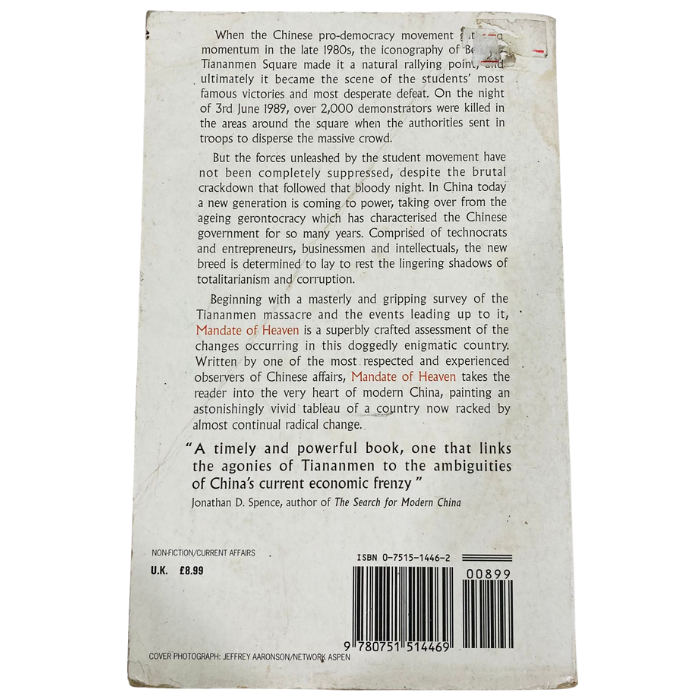 When the Chinese pro-democracy movement
momentum in the late 1980s, the iconography of
Tiananmen Square made it a natural rallying point, and
ultimately it became the scene of the students' most
famous victories and most desperate defeat. On the night
of 3rd June 1989, over 2,000 demonstrators were killed in
the areas around the square when the authorities sent in
troops to disperse the massive crowd.
But the forces unleashed by the student movement have
not been completely suppressed, despite the brutal
crackdown that followed that bloody night. In China today
a new generation is coming to power, taking over from the
ageing gerontocracy which has characterised the Chinese
government for so many years. Comprised of technocrats
and entrepreneurs, businessmen and intellectuals, the new
breed is determined to lay to rest the lingering shadows of
totalitarianism and corruption.
Beginning with a masterly and gripping survey of the
Tiananmen massacre and the events leading up to it,
Mandate of Heaven is a superbly crafted assessment of the
changes occurring in this doggedly enigmatic country.
Written by one of the most respected and experienced
observers of Chinese affairs, Mandate of Heaven takes the
reader into the very heart of modern China, painting an
astonishingly vivid tableau of a country now racked by
almost continual radical change.
"A timely and powerful book, one that links
the agonies of Tiananmen to the ambiguities
of China's current economic frenzy"
Jonathan D. Spence, author of The Search for Modern China
NON-FICTION/CURRENT AFFAIRS
U.K. £8.99
ISBN 0-7515-1446-2
00899
9 780751 514469
COVER PHOTOGRAPH: JEFFREY AARONSON/NETWORK ASPEN